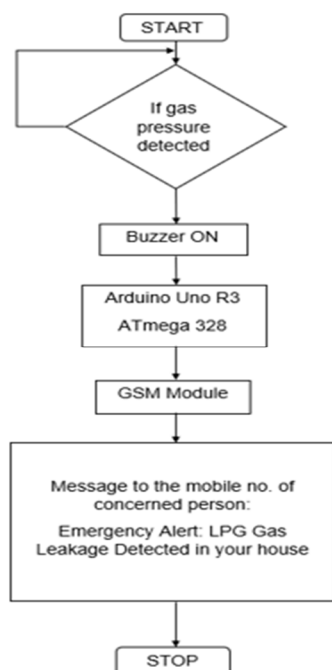 START
If gas
pressure
detected
Buzzer ON
Arduino Uno R3
ATmega 328
GSM Module
Message to the mobile no. of
concerned person:
Emergency Alert: LPG Gas
Leakage Detected in your house
STOP